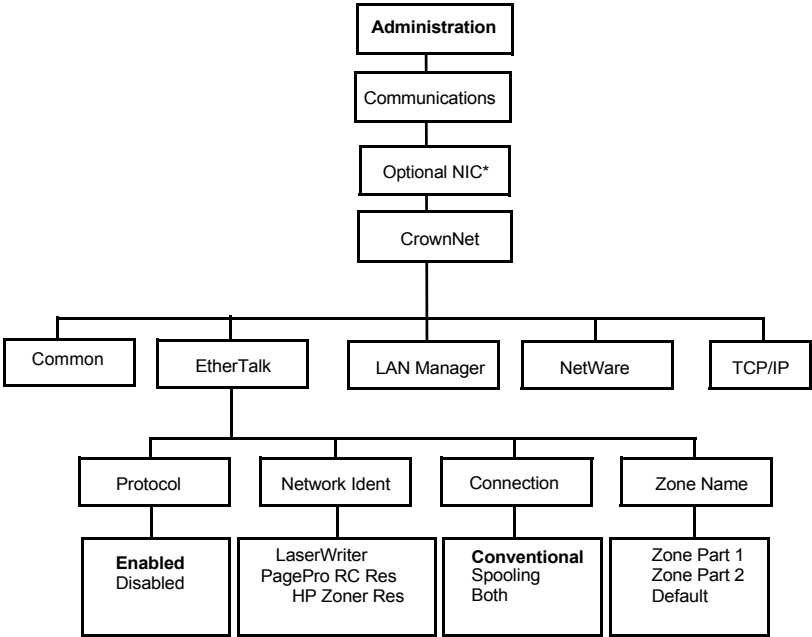 Administration
Communications
Optional NIC*
CrownNet
Common
EtherTalk
LAN Manager
NetWare
TCP/IP
Protocol
Network Ident
Connection
Zone Name
Enabled
Disabled
LaserWriter
PagePro RC Res
HP Zoner Res
Conventional
Spooling
Both
Zone Part 1
Zone Part 2
Default